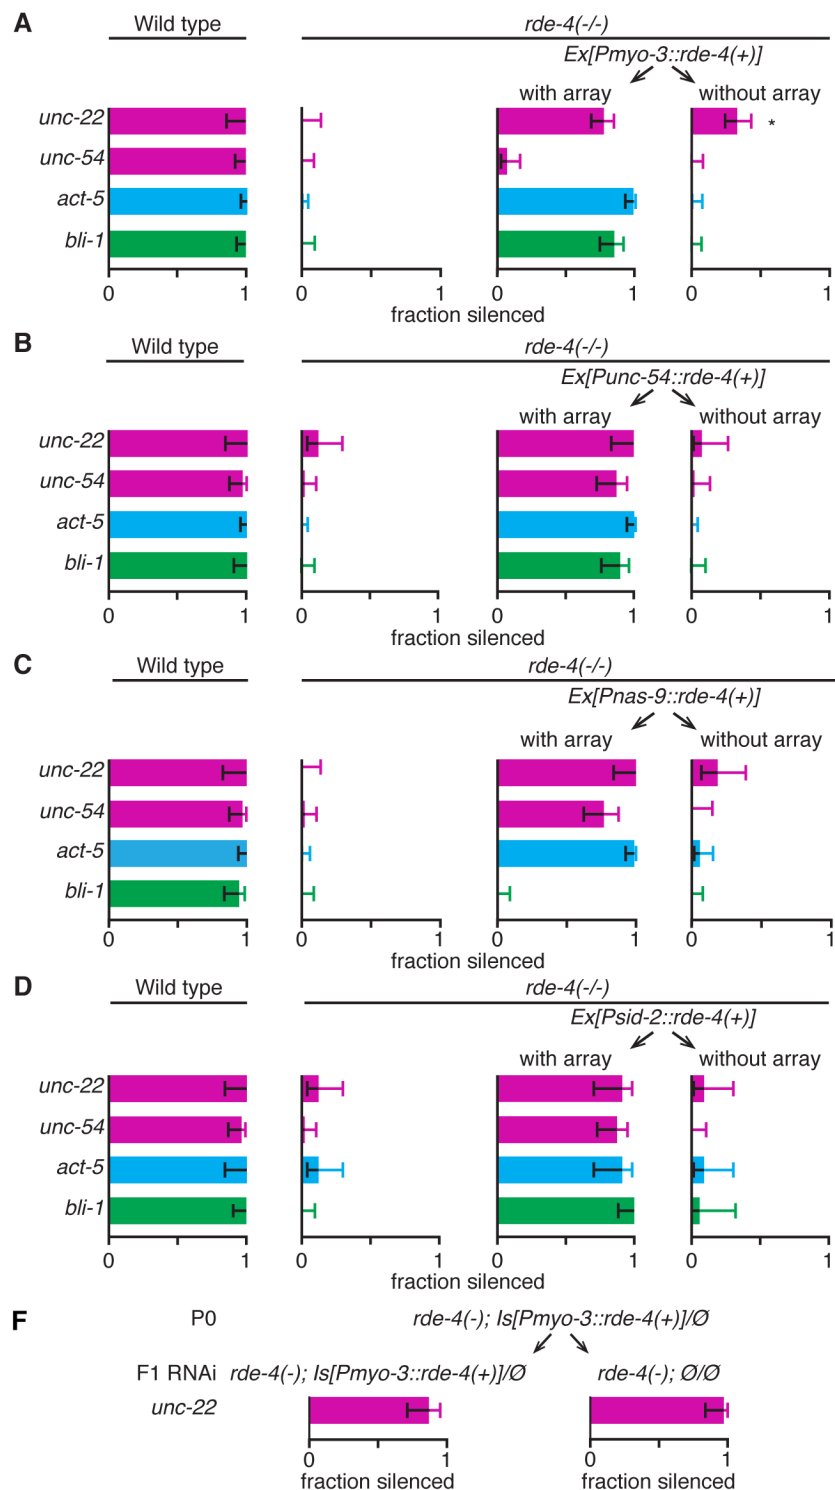 A
Wild type rde-4(-/-)
Ex[Pmyo-3::rde-4(+)]
with array without array
unc-22 *
unc-54
act-5
bli-1
0 1 0 1 0 1 0 1
fraction silenced
B
Wild type rde-4(-/-)
Ex[Punc-54::rde-4(+)]
with array without array
unc-22
unc-54
act-5
bli-1
0 1 0 1 0 1 0 1
fraction silenced
C
Wild type rde-4(-/-)
Ex[Pnas-9::rde-4(+)]
with array without array
unc-22
unc-54
act-5
bli-1
0 1 0 1 0 1 0 1
fraction silenced
D
Wild type rde-4(-/-)
Ex[Psid-2::rde-4(+)]
with array without array
unc-22
unc-54
act-5
bli-1
0 1 0 1 0 1 0 1
fraction silenced
F P0 rde-4(-); Is[Pmyo-3::rde-4(+)]/Ø
F1 RNAi rde-4(-); Is[Pmyo-3::rde-4(+)]/Ø rde-4(-); Ø/Ø
unc-22
0 1 0 1
fraction silenced fraction silenced